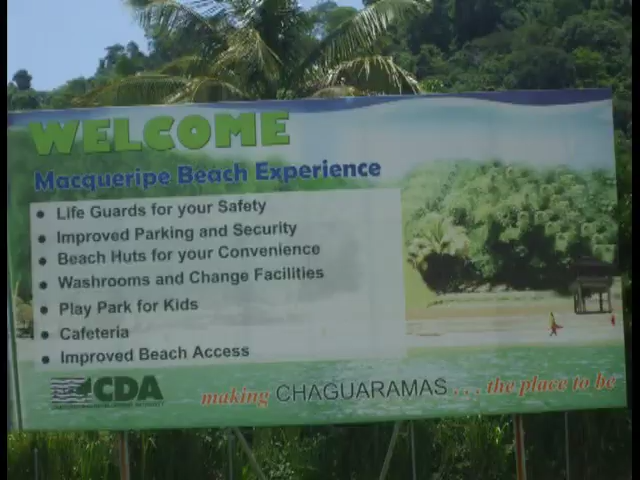 WELCOME
Macqueripe Beach Experience
• Life Guards for your Safety
• Improved Parking and Security
• Beach Huts for your Convenience
• Washrooms and Change Facilities
• Play Park for Kids
• Cafeteria
• Improved Beach Access
CDA
making CHAGUARAMAS . . . the place to be